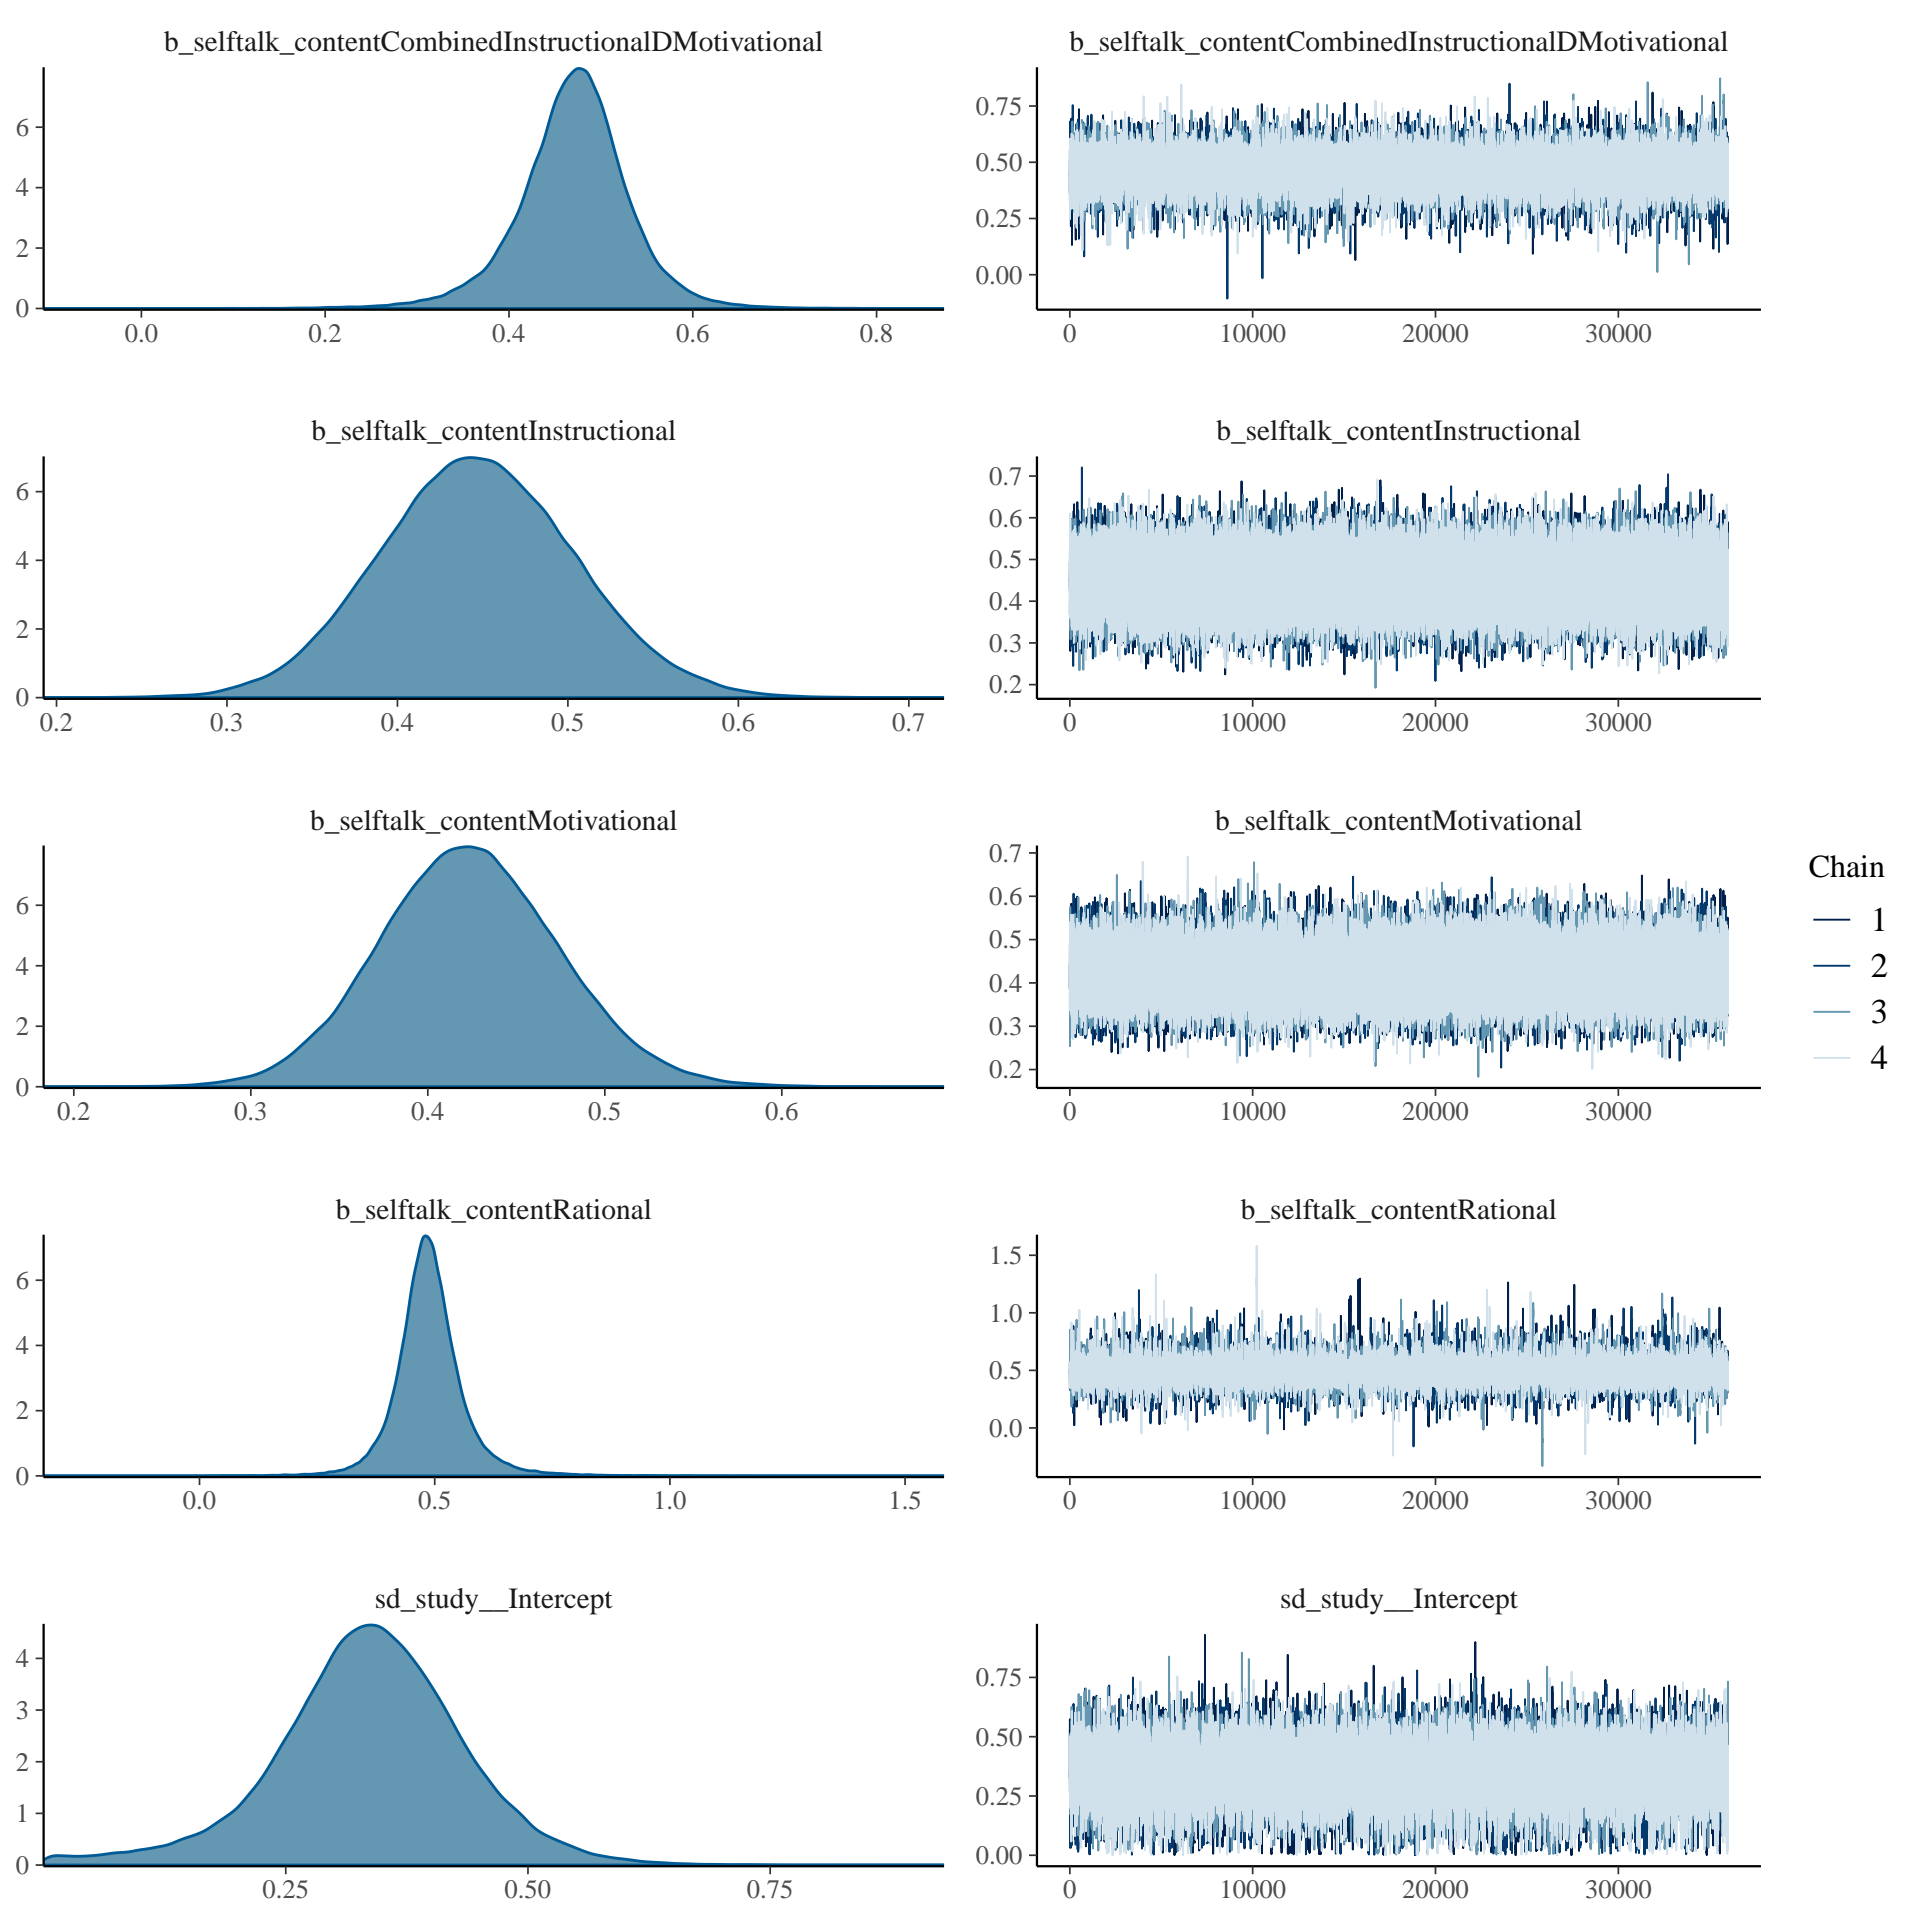 b_selftalk_contentCombinedInstructionalDMotivational
b_selftalk_contentCombinedInstructionalDMotivational
6
4
2
0
0.0 0.2 0.4 0.6 0.8
0.75
0.50
0.25
0.00
0 10000 20000 30000
b_selftalk_contentInstructional
b_selftalk_contentInstructional
6
4
2
0
0.2 0.3 0.4 0.5 0.6 0.7
0.7
0.6
0.5
0.4
0.3
0.2
0 10000 20000 30000
b_selftalk_contentMotivational
b_selftalk_contentMotivational
6
4
2
0
0.2 0.3 0.4 0.5 0.6
0.7
0.6
0.5
0.4
0.3
0.2
0 10000 20000 30000
Chain
1
2
3
4
b_selftalk_contentRational
b_selftalk_contentRational
6
4
2
0
0.0 0.5 1.0 1.5
1.5
1.0
0.5
0.0
0 10000 20000 30000
sd_study__Intercept
sd_study__Intercept
4
3
2
1
0
0.25 0.50 0.75
0.75
0.50
0.25
0.00
0 10000 20000 30000